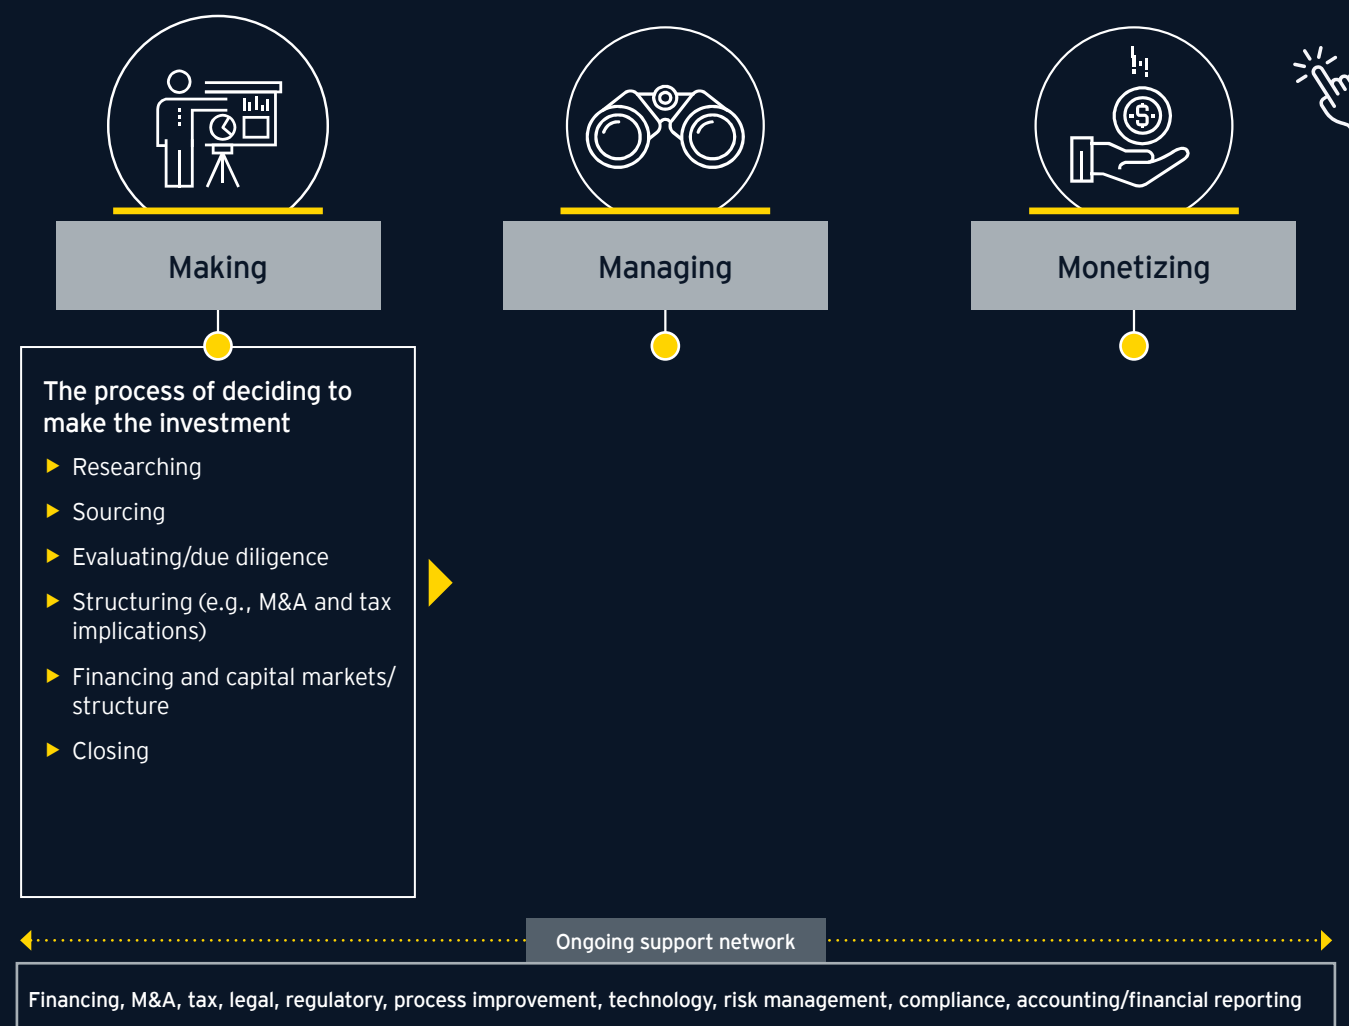 Making
Managing
Monetizing
The process of deciding to
make the investment
Researching
Sourcing
Evaluating/due diligence
Structuring (e.g., M&A and tax
implications)
Financing and capital markets/
structure
Closing
Ongoing support network
Financing, M&A, tax, legal, regulatory, process improvement, technology, risk management, compliance, accounting/financial reporting